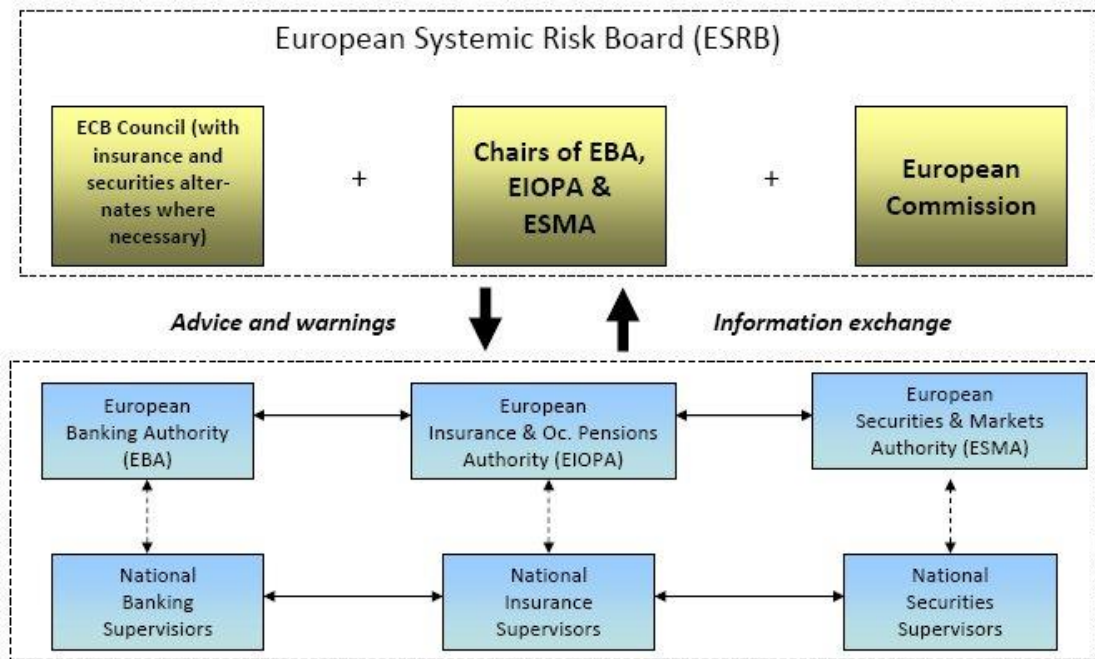 European Systemic Risk Board (ESRB)
ECB Council (with
insurance and
securities alter-
nates where
necessary)
+
Chairs of EBA,
EIOPA &
ESMA
+
European
Commission
Advice and warnings
Information exchange
European
Banking Authority
(EBA)
European
Insurance & Oc. Pensions
Authority (EIOPA)
European
Securities & Markets
Authority (ESMA)
National
Banking
Supervisiors
National
Insurance
Supervisors
National
Securities
Supervisors